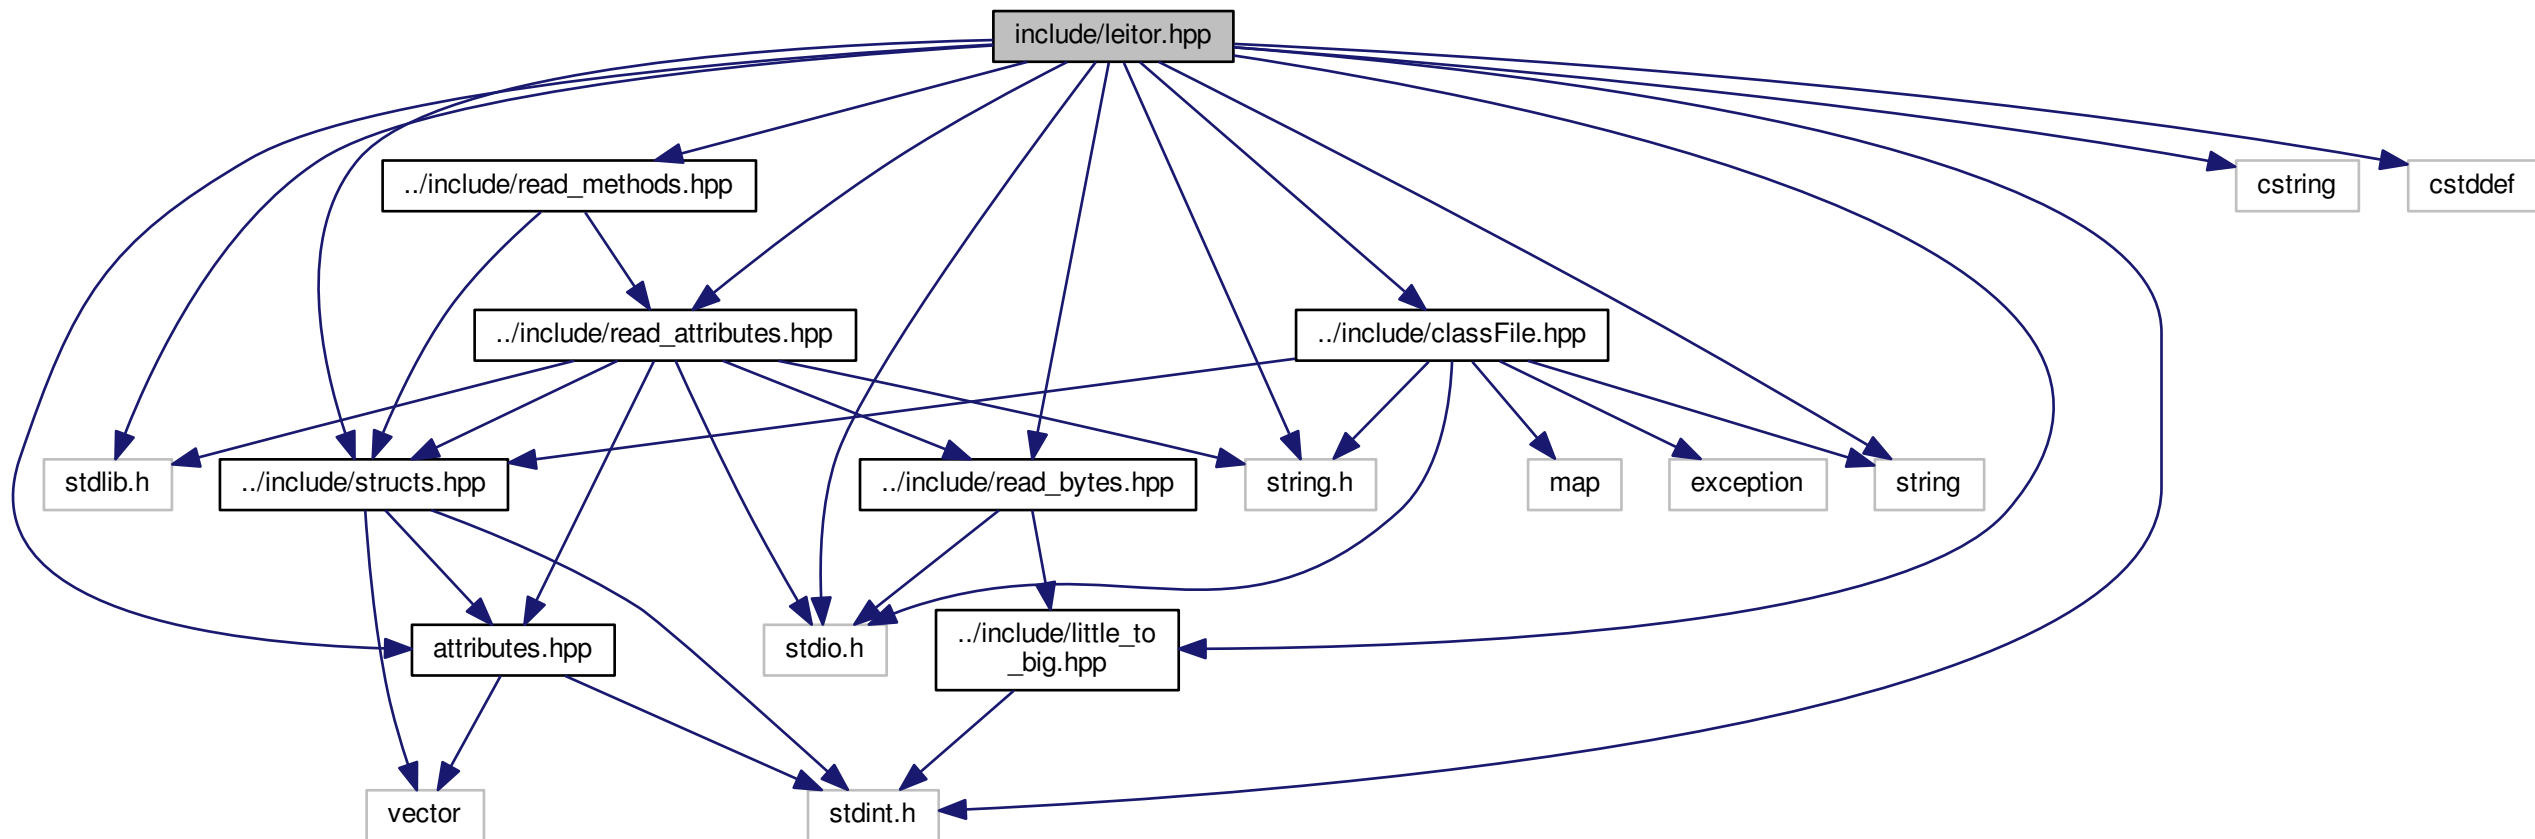 include/leitor.hpp
../include/read_methods.hpp
cstring
cstddef
../include/read_attributes.hpp
../include/classFile.hpp
stdlib.h
../include/structs.hpp
../include/read_bytes.hpp
string.h
map
exception
string
attributes.hpp
stdio.h
../include/little_to
_big.hpp
vector
stdint.h